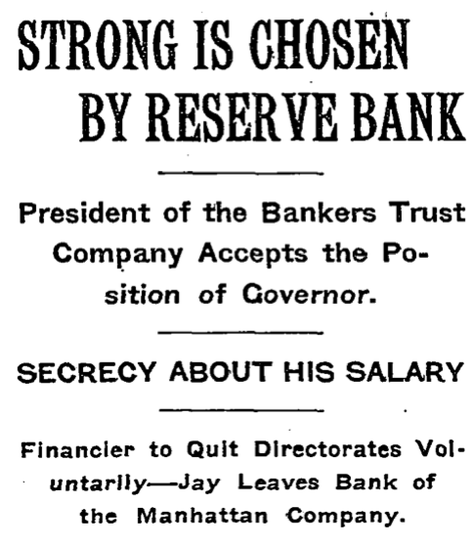 STRONG IS CHOSEN
BY RESERVE BANK
President of the Bankers Trust
Company Accepts the Po-
sition of Governor.
SECRECY ABOUT HIS SALARY
Financier to Quit Directorates Vol-
untarily—Jay Leaves Bank of
the Manhattan Company.